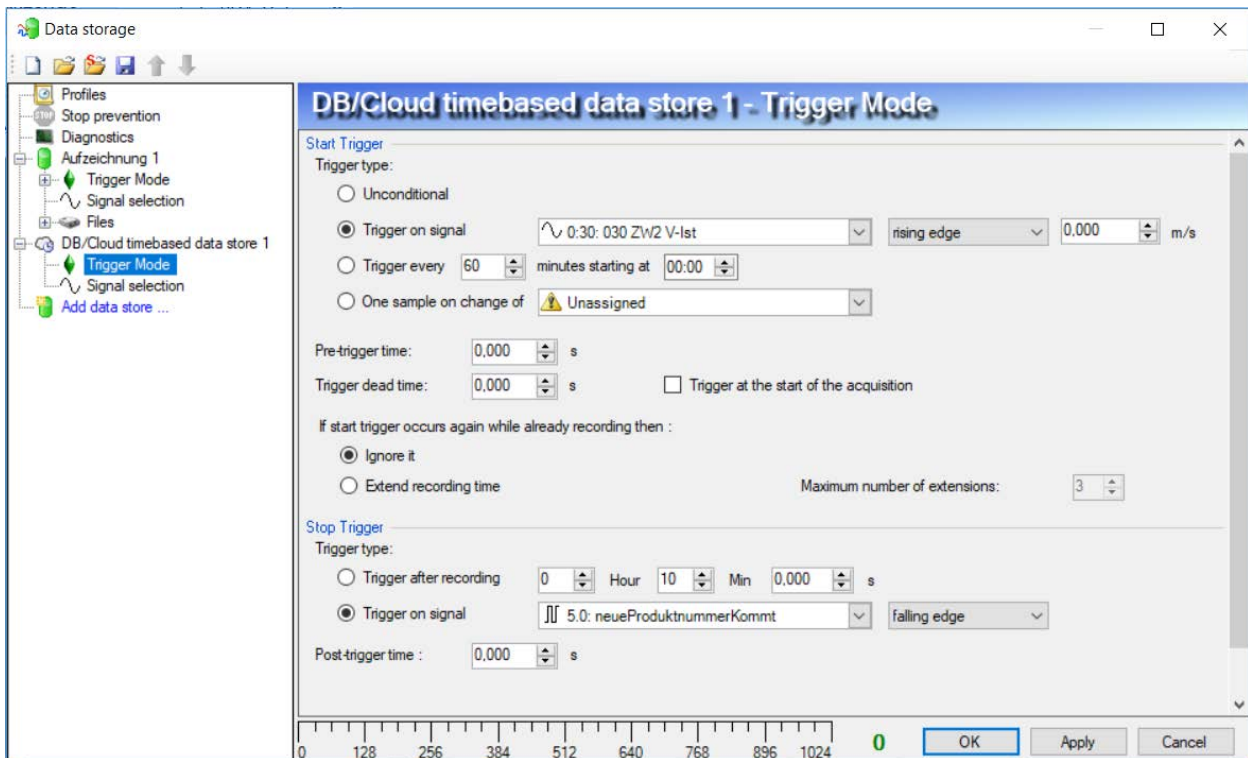 Data storage
Profiles
Stop prevention
Diagnostics
Aufzeichnung 1
Trigger Mode
Signal selection
Files
DB/Cloud timebased data store 1
Trigger Mode
Signal selection
Add data store ...
DB/Cloud timebased data store 1 - Trigger Mode
Start Trigger
Trigger type:
Unconditional
Trigger on signal 0:30: 030 ZW2 V-Ist rising edge 0,000 m/s
Trigger every 60 minutes starting at 00:00
One sample on change of Unassigned
Pre-trigger time: 0,000 s
Trigger dead time: 0,000 s Trigger at the start of the acquisition
If start trigger occurs again while already recording then :
Ignore it
Extend recording time Maximum number of extensions: 3
Stop Trigger
Trigger type:
Trigger after recording 0 Hour 10 Min 0,000 s
Trigger on signal 5.0: neueProduktnummerKommt falling edge
Post-trigger time : 0,000 s
0 128 256 384 512 640 768 896 1024 0 OK Apply Cancel